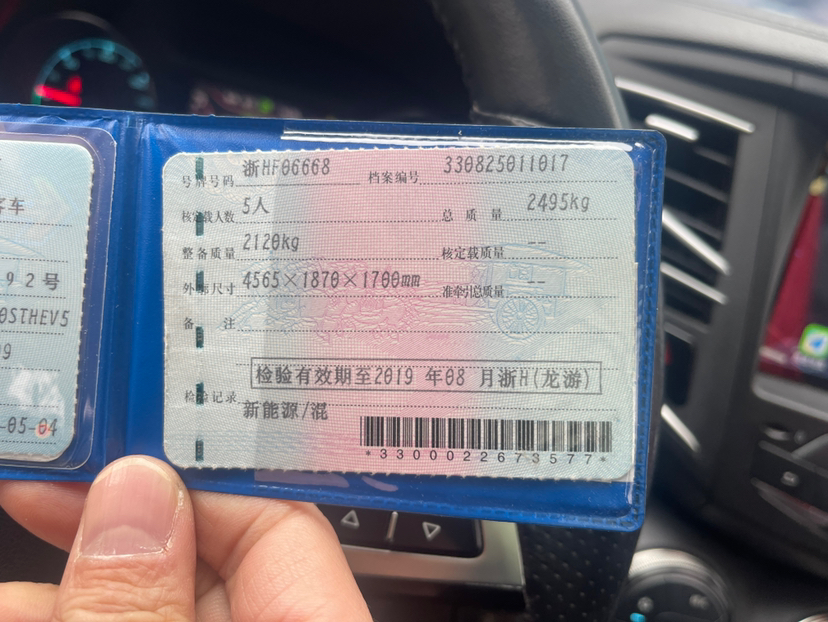 客车
92号
0STHEV5
-05-04
号牌号码 浙HF06668 档案编号 330825011017
核定载人数 5人 总质量 2495kg
整备质量 2120kg 核定载质量 --
外廓尺寸 4565×1870×1700mm 准牵引总质量 --
备注
检验有效期至2019 年08 月浙H(龙游)
检验记录
新能源/混
*3300022673577*